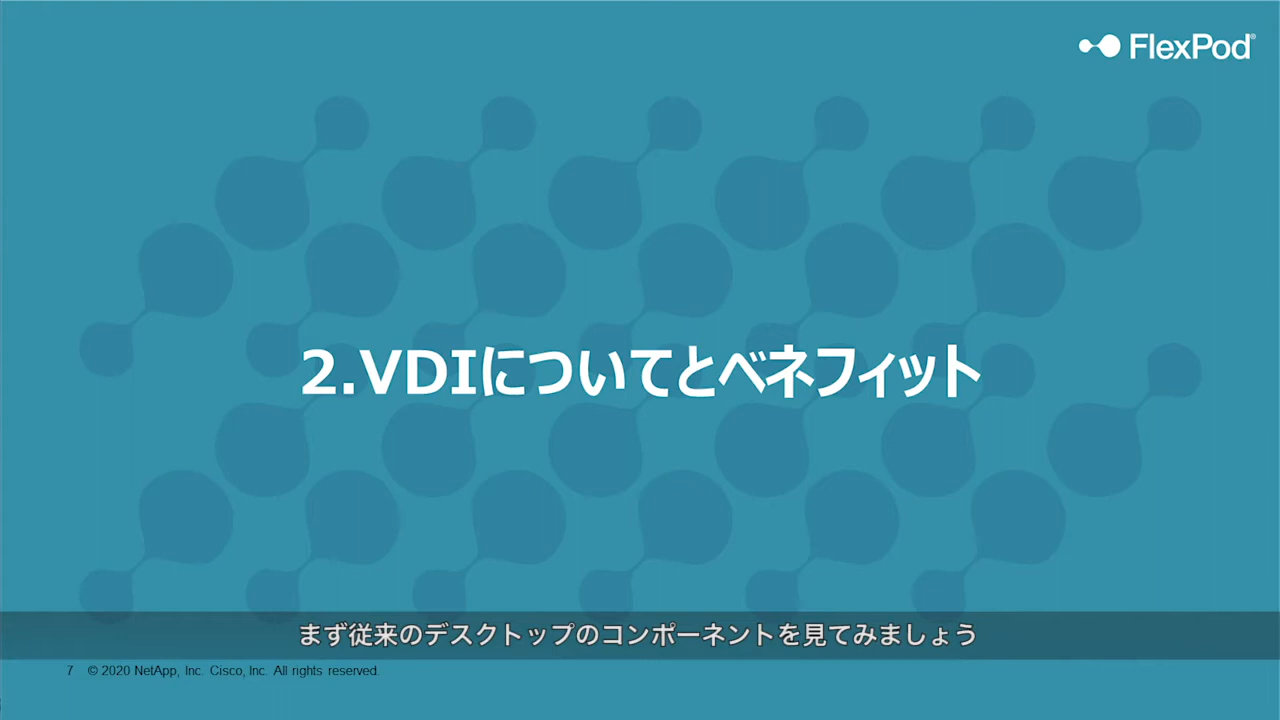 FlexPod®
2.VDIについてとベネフィット
まず従来のデスクトップのコンポーネントを見てみましょう
7 © 2020 NetApp, Inc. Cisco, Inc. All rights reserved.